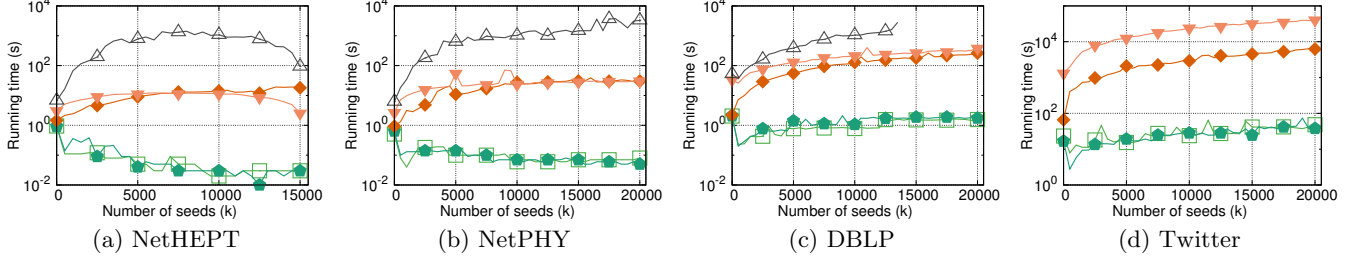 Running time (s)
10^4
10^2
10^0
10^-2
0
5000
10000
15000
Number of seeds (k)
(a) NetHEPT
Running time (s)
10^4
10^2
10^0
10^-2
0
5000
10000
15000
20000
Number of seeds (k)
(b) NetPHY
Running time (s)
10^4
10^2
10^0
10^-2
0
5000
10000
15000
20000
Number of seeds (k)
(c) DBLP
Running time (s)
10^4
10^2
10^0
0
5000
10000
15000
20000
Number of seeds (k)
(d) Twitter